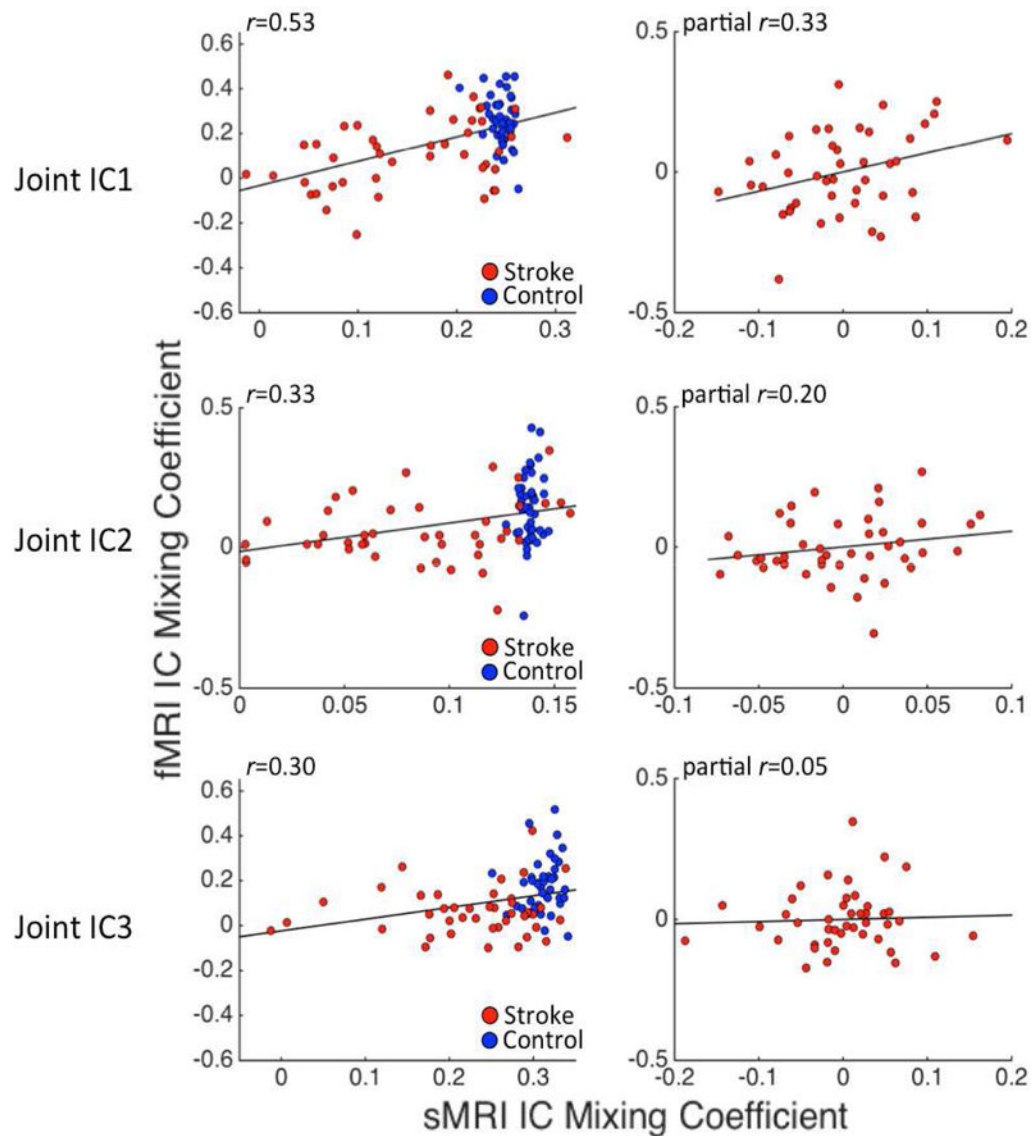 r=0.53
partial r=0.33
0.6
0.4
0.2
0
-0.2
-0.4
-0.6
0.5
0
-0.5
Joint IC1
Stroke
Control
0 0.1 0.2 0.3
-0.2 -0.1 0 0.1 0.2
r=0.33
partial r=0.20
0.5
0
-0.5
0.5
0
-0.5
Joint IC2
fMRI IC Mixing Coefficient
Stroke
Control
0 0.05 0.1 0.15
-0.1 -0.05 0 0.05 0.1
r=0.30
partial r=0.05
0.6
0.4
0.2
0
-0.2
-0.4
-0.6
0.5
0
-0.5
Joint IC3
Stroke
Control
0 0.1 0.2 0.3
-0.2 -0.1 0 0.1 0.2
sMRI IC Mixing Coefficient